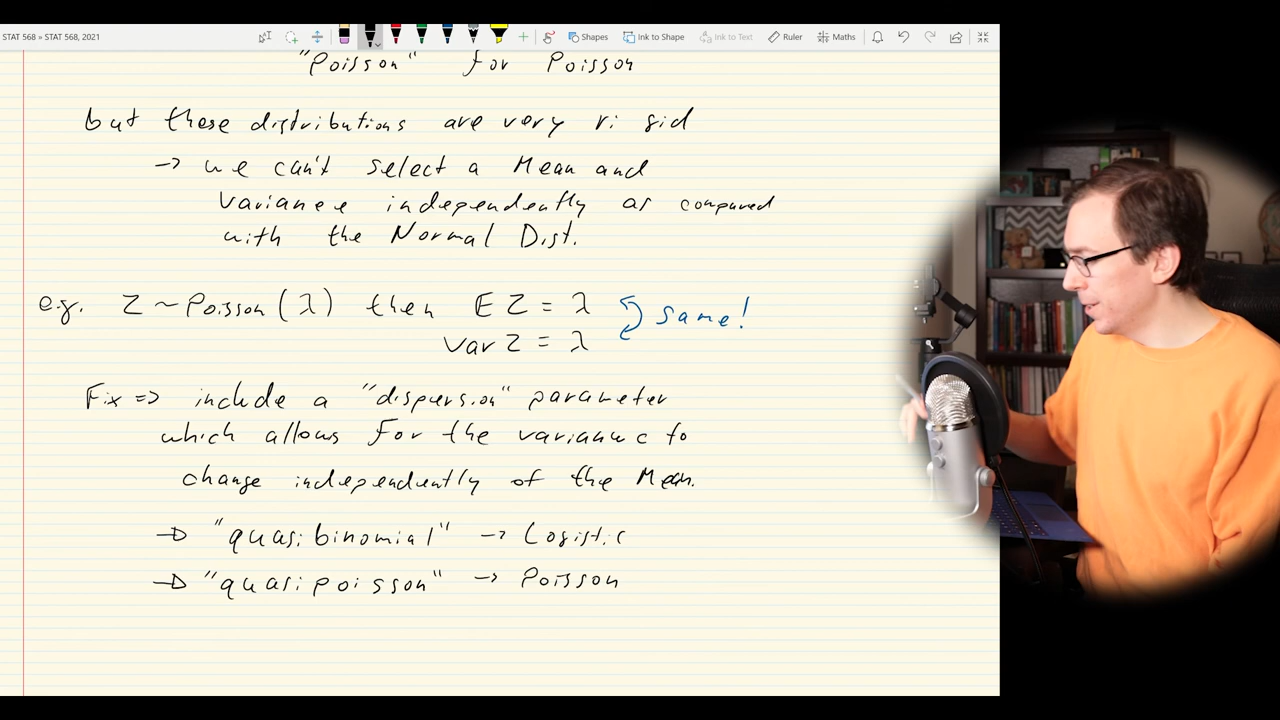 STAT 568 » STAT 568, 2021
Shapes
Ink to Shape
Ink to Text
Ruler
Maths
"Poisson" for Poisson
but these distributions are very rigid
→ we can't select a Mean and
Variance independently as compared
with the Normal Dist.
e.g. Z ~ Poisson(λ) then EZ = λ
Var Z = λ
same!
Fix => include a "dispersion" parameter
which allows for the variance to
change independently of the Mean.
→ "quasibinomial" → Logistic
→ "quasipoisson" → Poisson